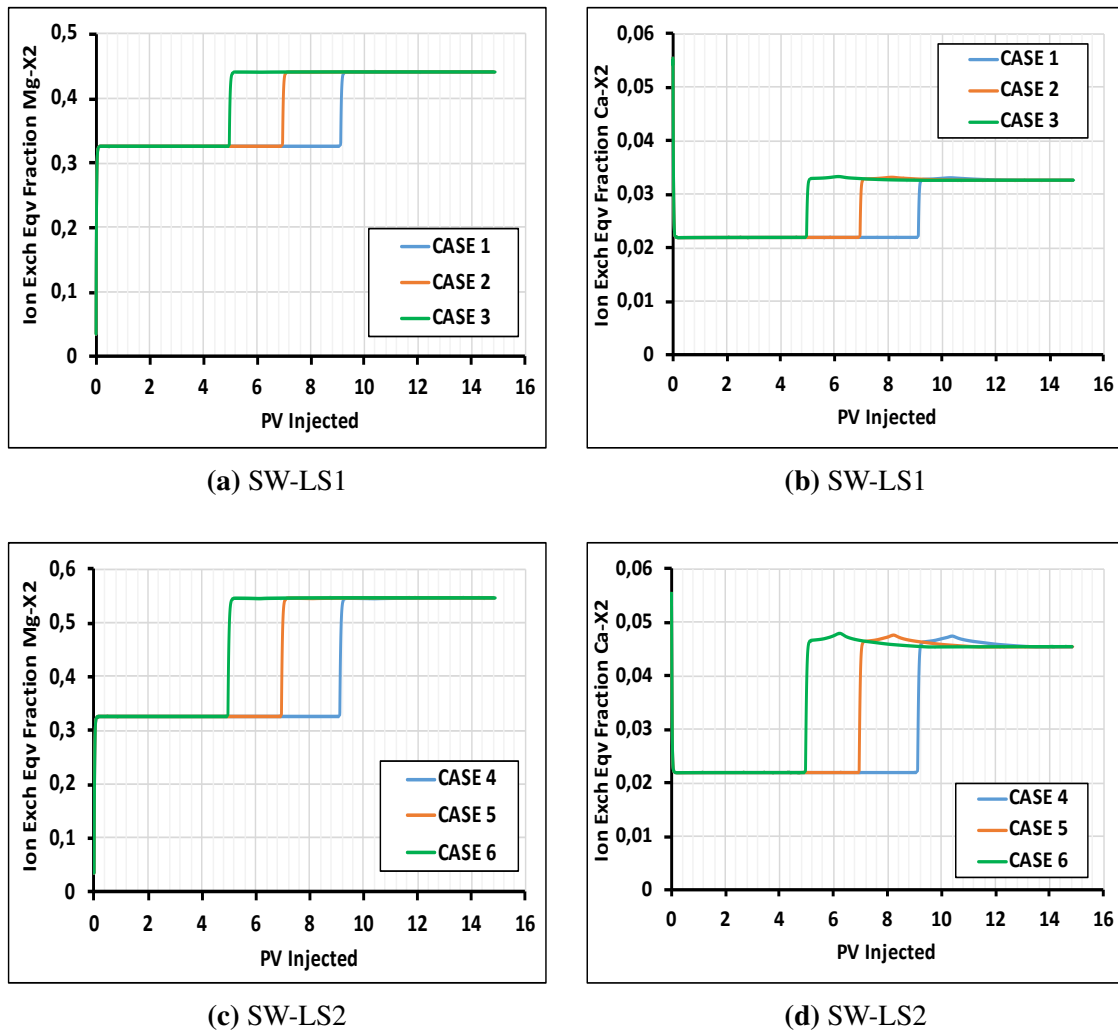 Ion Exch Eqv Fraction Mg-X2
0,5
0,4
0,3
0,2
0,1
0
0 2 4 6 8 10 12 14 16
PV Injected
CASE 1
CASE 2
CASE 3
(a) SW-LS1
Ion Exch Eqv Fraction Ca-X2
0,06
0,05
0,04
0,03
0,02
0,01
0
0 2 4 6 8 10 12 14 16
PV Injected
CASE 1
CASE 2
CASE 3
(b) SW-LS1
Ion Exch Eqv Fraction Mg-X2
0,6
0,5
0,4
0,3
0,2
0,1
0
0 2 4 6 8 10 12 14 16
PV Injected
CASE 4
CASE 5
CASE 6
(c) SW-LS2
Ion Exch Eqv Fraction Ca-X2
0,06
0,05
0,04
0,03
0,02
0,01
0
0 2 4 6 8 10 12 14 16
PV Injected
CASE 4
CASE 5
CASE 6
(d) SW-LS2